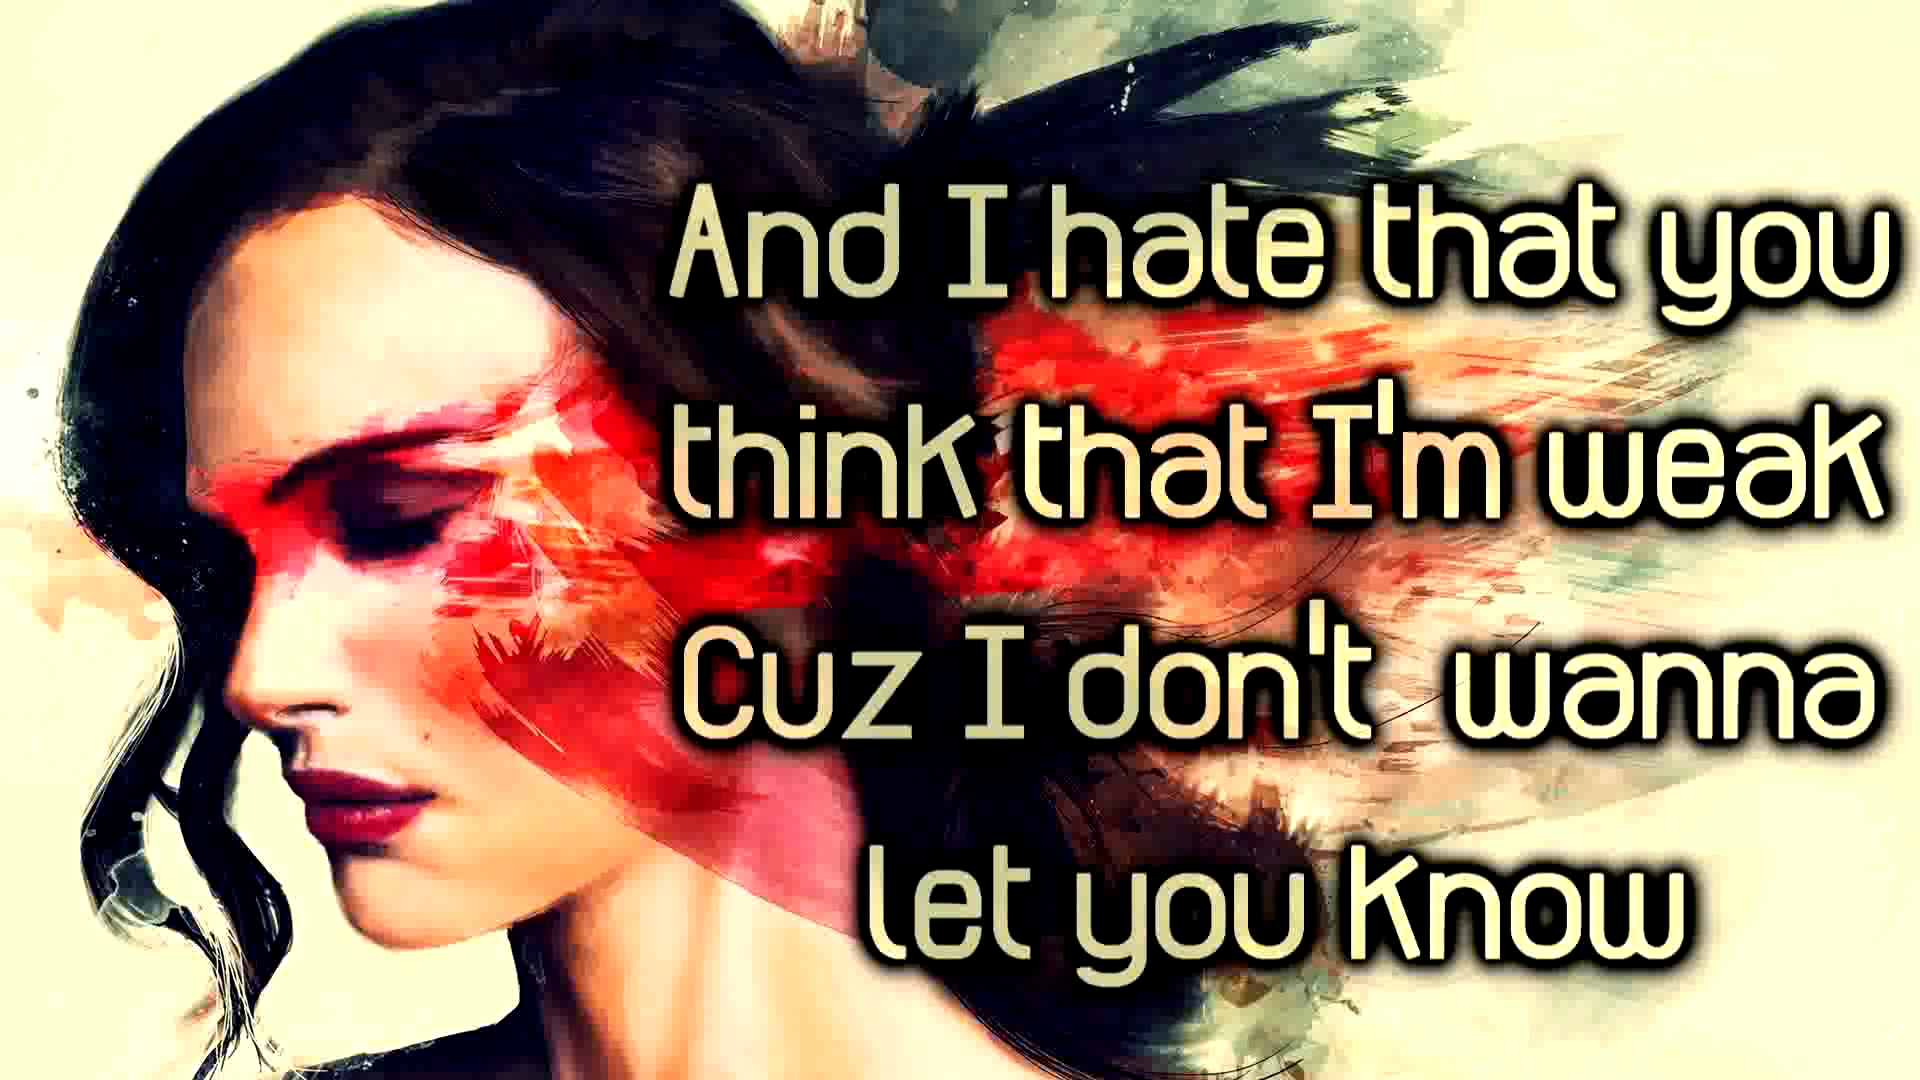 And I hate that you
think that I'm weak
Cuz I don't wanna
let you know